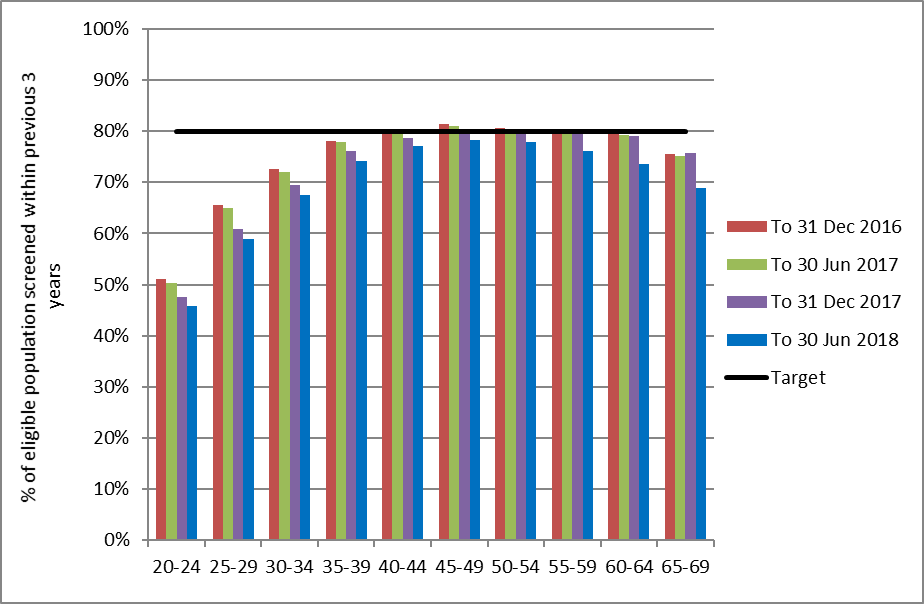 100%
90%
80%
70%
60%
50%
40%
30%
20%
10%
0%
% of eligible population screened within previous 3
years
20-24 25-29 30-34 35-39 40-44 45-49 50-54 55-59 60-64 65-69
To 31 Dec 2016
To 30 Jun 2017
To 31 Dec 2017
To 30 Jun 2018
Target